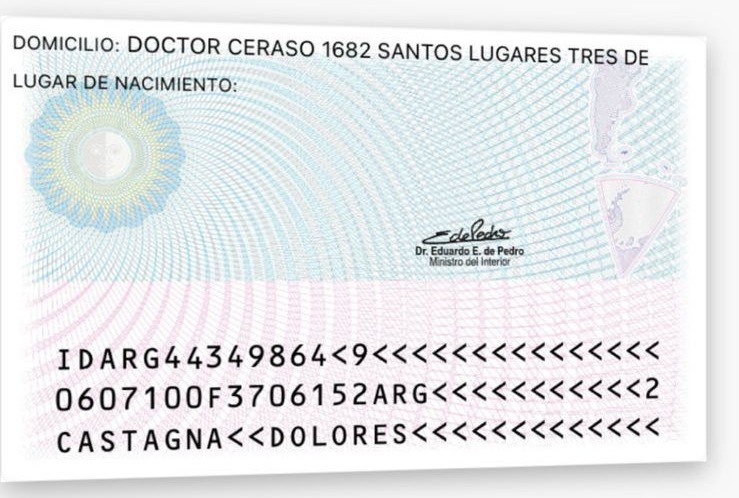 DOMICILIO: DOCTOR CERASO 1682 SANTOS LUGARES TRES DE
LUGAR DE NACIMIENTO:
Dr. Eduardo E. de Pedro
Ministro del Interior
IDARG44349864<9<<<<<<<<<<<<<<<
0607100F3706152ARG<<<<<<<<<<<2
CASTAGNA<<DOLORES<<<<<<<<<<<<<